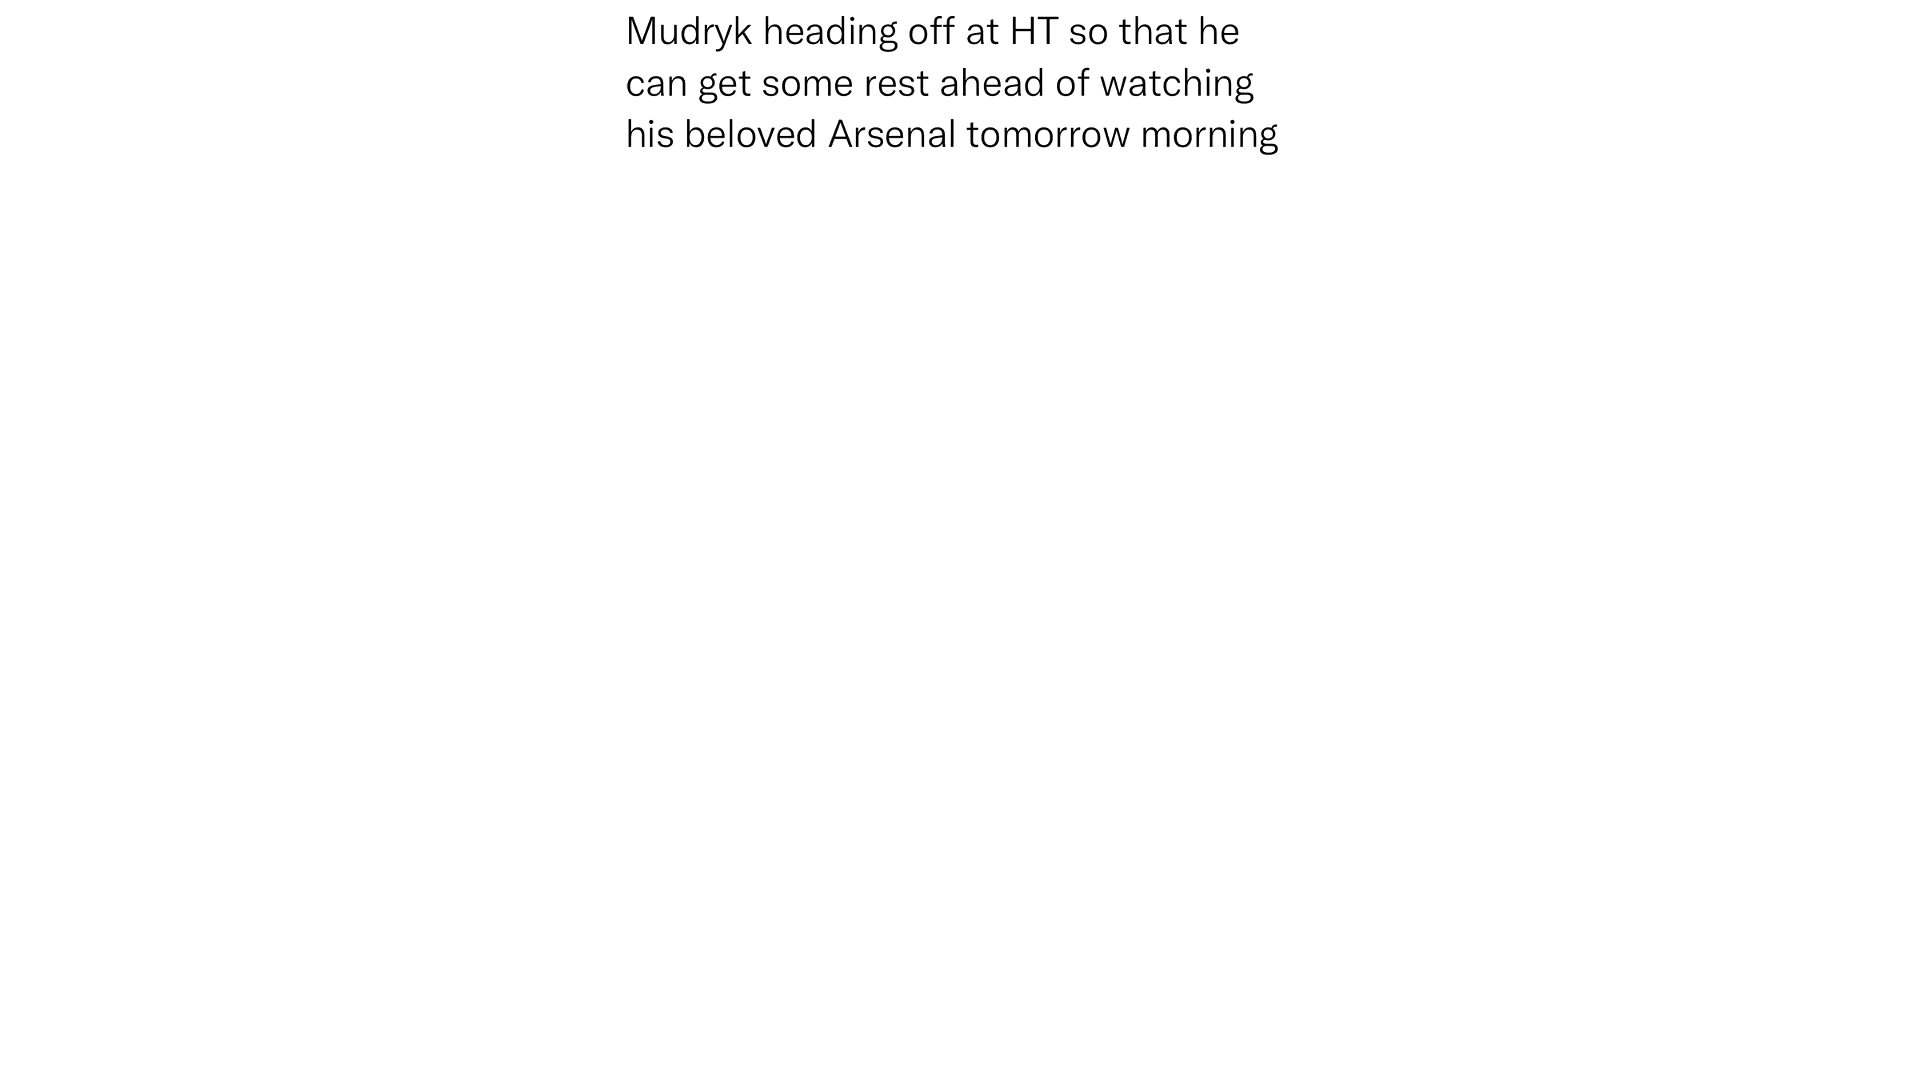 Mudryk heading off at HT so that he
can get some rest ahead of watching
his beloved Arsenal tomorrow morning